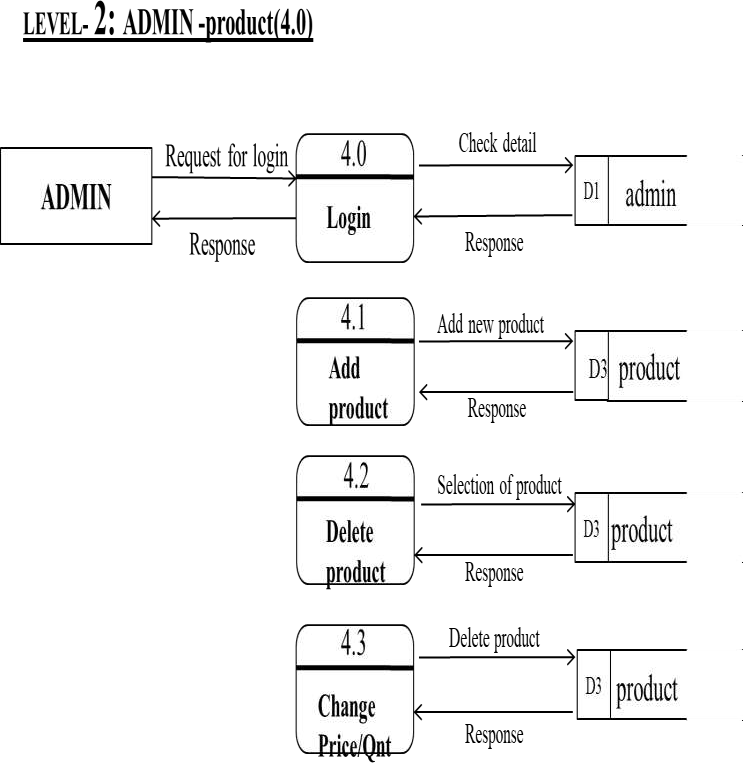 LEVEL- 2: ADMIN -product(4.0)
ADMIN
Request for login
Response
4.0
Login
Check detail
Response
D1 admin
4.1
Add
product
Add new product
Response
D3 product
4.2
Delete
product
Selection of product
Response
D3 product
4.3
Change
Price/Qnt
Delete product
Response
D3 product